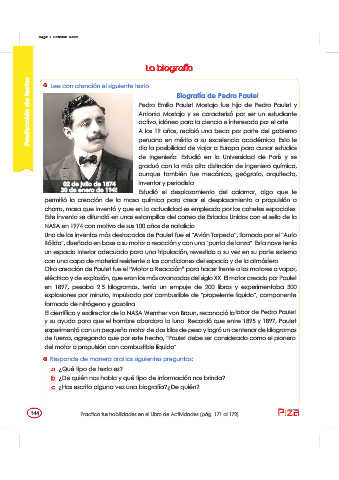 La biografía
Lee con atención el siguiente texto
Producción de texto
Biografía de Pedro Paulet
Pedro Emilio Paulet Mostajo fue hijo de Pedro Paulet y
Antonia Mostajo y se caracterizó por ser un estudiante
activo, idóneo para la ciencia e interesado por el arte
A los 19 años, recibió una beca por parte del gobierno
peruano en mérito a su excelencia académica. Esto le
dio la posibilidad de viajar a Europa para cursar estudios
de ingeniería. Estudió en la Universidad de París y se
graduó con la más alta distinción de ingeniero químico,
aunque también fue mecánico, geógrafo, arquitecto,
inventor y periodista
02 de julio de 1874
30 de enero de 1945
Estudió el desplazamiento del calamar, algo que le
permitió la creación de la masa química para crear el desplazamiento a propulsión a
chorro, masa que inventó y que en la actualidad es empleada por los cohetes espaciales
Este invento se difundió en unas estampillas del correo de Estados Unidos con el sello de la
NASA en 1974 con motivo de sus 100 años de natalicio
Uno de los inventos más destacados de Paulet fue el "Avión Torpedo", llamado por él "Auto
Bólido", diseñado en base a su motor a reacción y con una "punta de lanza". Esta nave tenía
un espacio interior adecuado para una tripulación, revestida a su vez en su parte externa
con una capa de material resistente a las condiciones del espacio y de la atmósfera
Otra creación de Paulet fue el "Motor a Reacción" para hacer frente a los motores a vapor,
eléctrico y de explosión, que eran los más avanzados del siglo XX. El motor creado por Paulet
en 1897, pesaba 2.5 kilogramos, tenía un empuje de 200 libras y experimentaba 300
explosiones por minuto, impulsada por combustible de "propelente líquido", componente
formado de nitrógeno y gasolina
El científico y exdirector de la NASA Wernher von Braun, reconoció la labor de Pedro Paulet
y su ayuda para que el hombre abordara la luna. Recordó que entre 1895 y 1897, Paulet
experimentó con un pequeño motor de dos kilos de peso y logró un centenar de kilogramos
de fuerza, agregando que por este hecho, "Paulet debe ser considerado como el pionero
del motor a propulsión con combustible líquido"
Responde de manera oral las siguientes preguntas:
a) ¿Qué tipo de texto es?
b) ¿De quién nos habla y qué tipo de información nos brinda?
c) ¿Has escrito alguna vez una biografía? ¿De quién?
144
Practica tus habilidades en el Libro de Actividades (pág. 171 al 173)